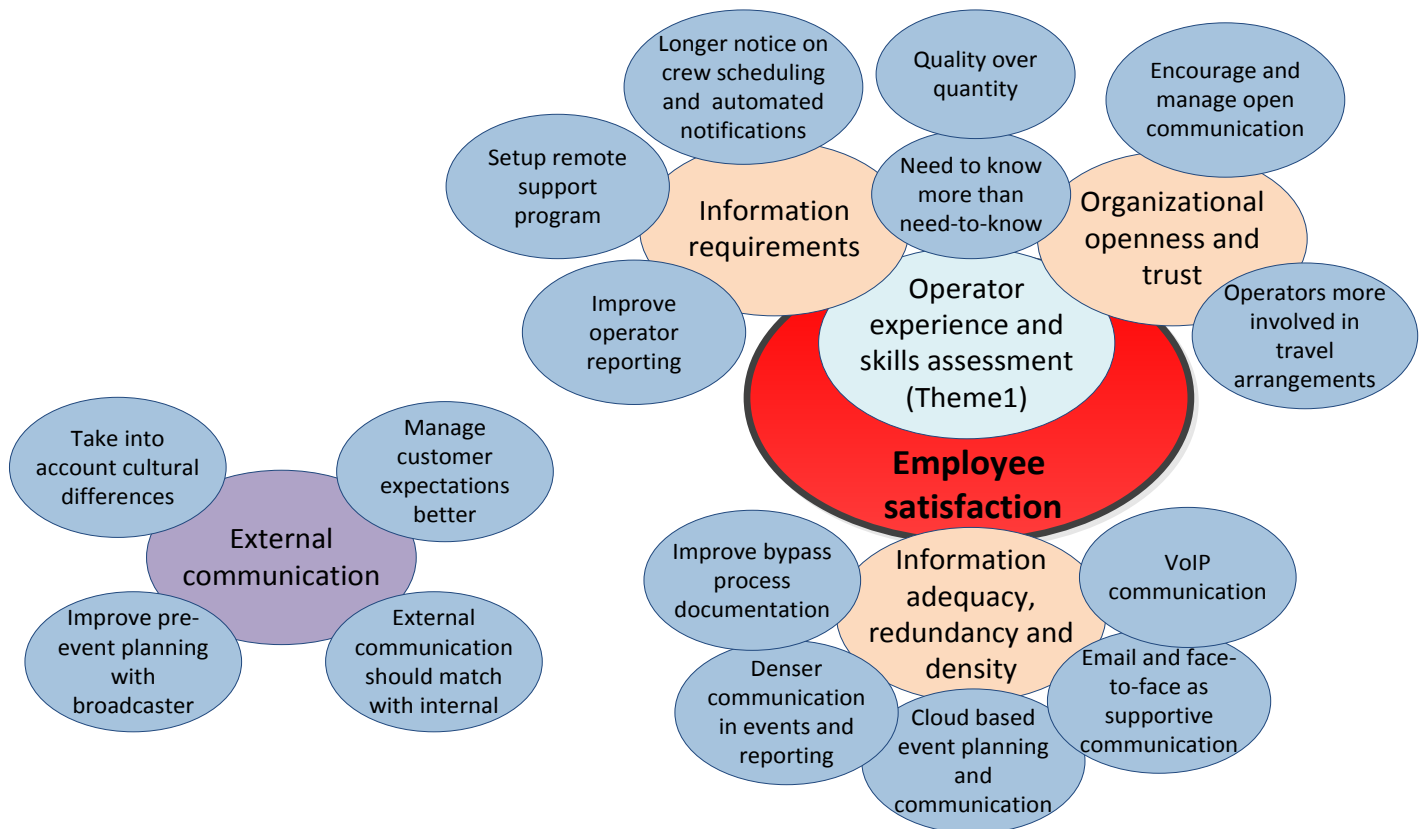 Longer notice on
crew scheduling
and automated
notifications
Quality over
quantity
Encourage and
manage open
communication
Setup remote
support
program
Information
requirements
Need to know
more than
need-to-know
Organizational
openness and
trust
Improve
operator
reporting
Operator
experience and
skills assessment
(Theme1)
Operators more
involved in
travel
arrangements
Employee
satisfaction
Take into
account cultural
differences
Manage
customer
expectations
better
External
communication
Improve pre-
event planning
with
broadcaster
External
communication
should match
with internal
Improve bypass
process
documentation
Information
adequacy,
redundancy and
density
VoIP
communication
Denser
communication
in events and
reporting
Cloud based
event planning
and
communication
Email and face-
to-face as
supportive
communication